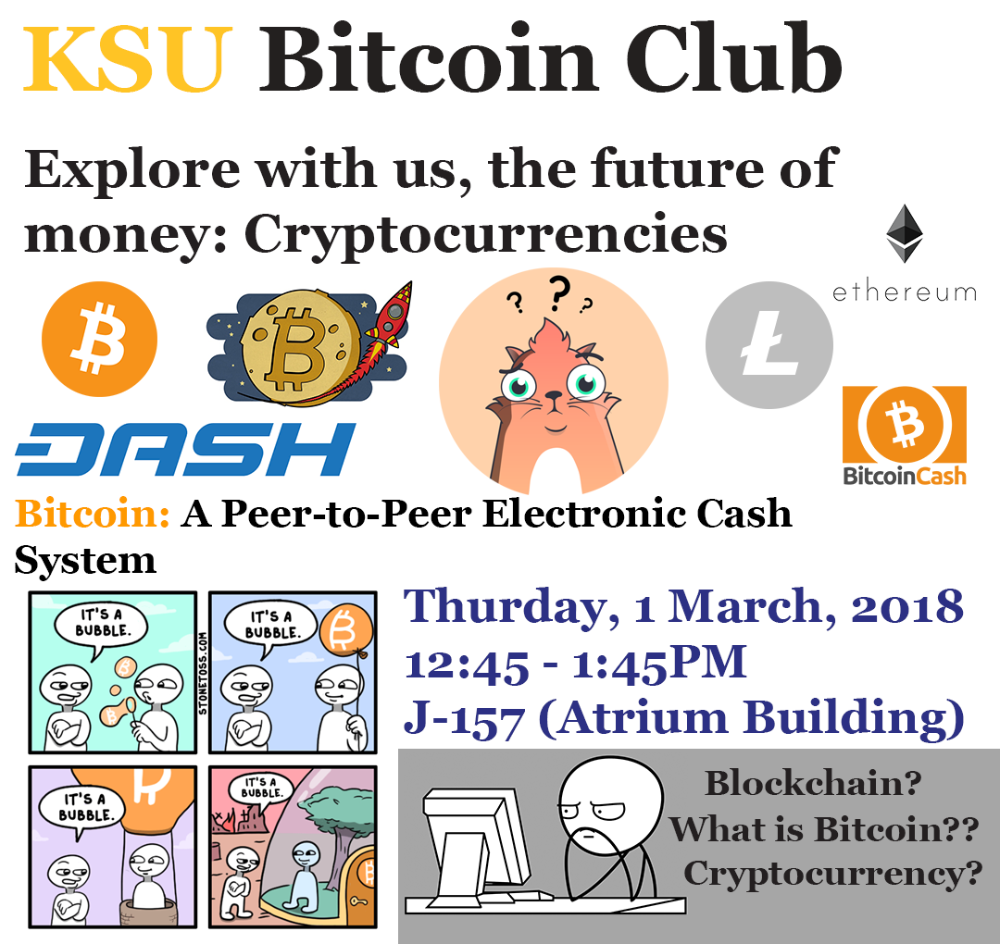 KSU Bitcoin Club
Explore with us, the future of
money: Cryptocurrencies
ethereum
? ? ?
B
B
Ł
DASH
B
BitcoinCash
Bitcoin: A Peer-to-Peer Electronic Cash
System
IT'S A
BUBBLE.
STONETOSS.COM
IT'S A
BUBBLE.
B
IT'S A
BUBBLE.
B
IT'S A
BUBBLE.
B
Thurday, 1 March, 2018
12:45 - 1:45PM
J-157 (Atrium Building)
Blockchain?
What is Bitcoin??
Cryptocurrency?